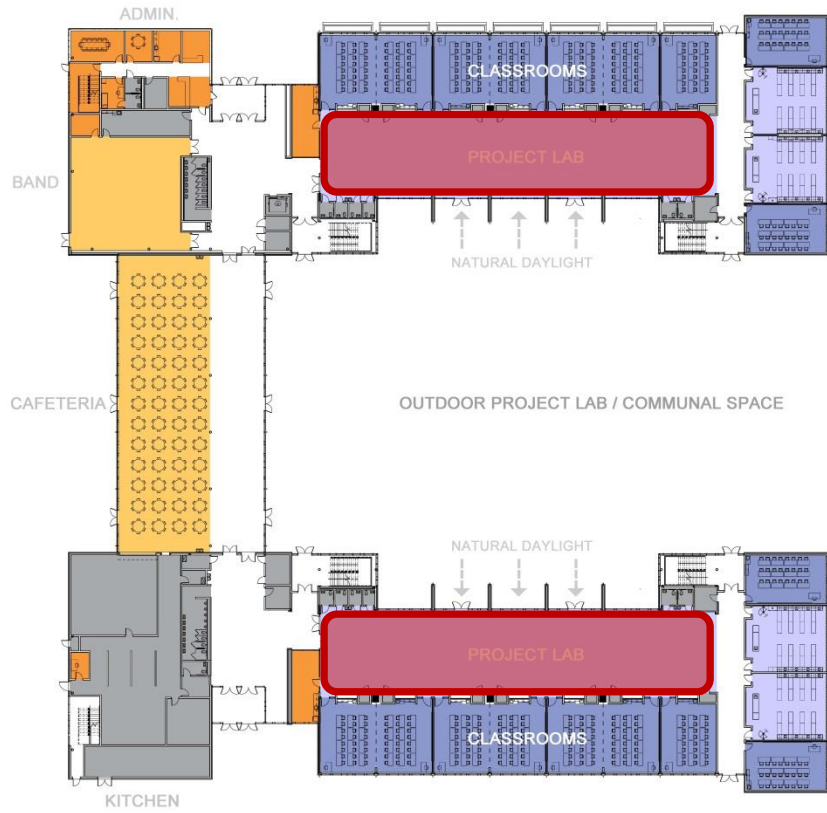 ADMIN.
CLASSROOMS
PROJECT LAB
BAND
NATURAL DAYLIGHT
CAFETERIA
OUTDOOR PROJECT LAB / COMMUNAL SPACE
NATURAL DAYLIGHT
PROJECT LAB
CLASSROOMS
KITCHEN